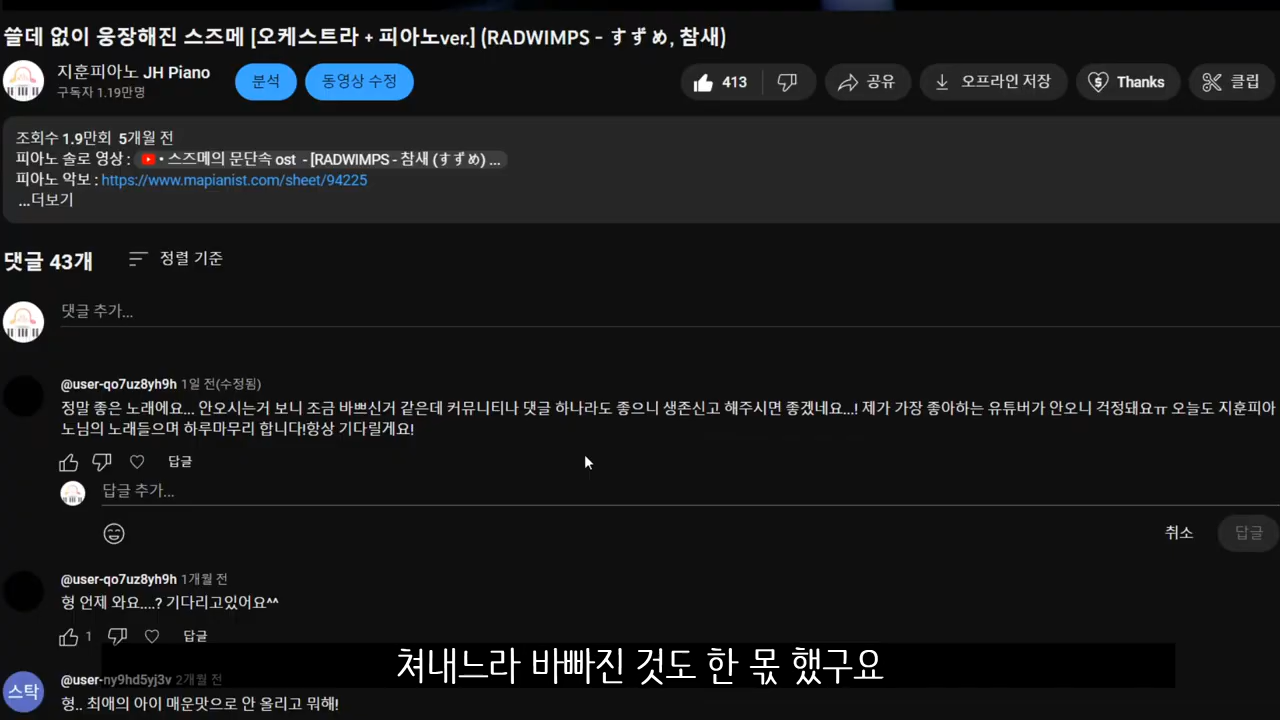 쓸데 없이 웅장해진 스즈메 [오케스트라 + 피아노ver.] (RADWIMPS - すずめ, 참새)
지훈피아노 JH Piano
구독자 1.19만명
분석
동영상 수정
413
공유
오프라인 저장
Thanks
클립
조회수 1.9만회 5개월 전
피아노 솔로 영상 : • 스즈메의 문단속 ost - [RADWIMPS - 참새 (すずめ) ...
피아노 악보 : https://www.mapianist.com/sheet/94225
...더보기
댓글 43개
정렬 기준
댓글 추가...
@user-qo7uz8yh9h 1일 전(수정됨)
정말 좋은 노래에요... 안오시는거 보니 조금 바쁘신거 같은데 커뮤니티나 댓글 하나라도 좋으니 생존신고 해주시면 좋겠네요...! 제가 가장 좋아하는 유튜버가 안오니 걱정돼요ㅠ 오늘도 지훈피아
노님의 노래들으며 하루마무리 합니다!항상 기다릴게요!
답글
답글 추가...
취소
답글
@user-qo7uz8yh9h 1개월 전
형 언제 와요....? 기다리고있어요^^
1
답글
쳐내느라 바빠진 것도 한 몫 했구요
스탁
@user-ny9hd5yj3v 2개월 전
형.. 최애의 아이 매운맛으로 안 올리고 뭐해!